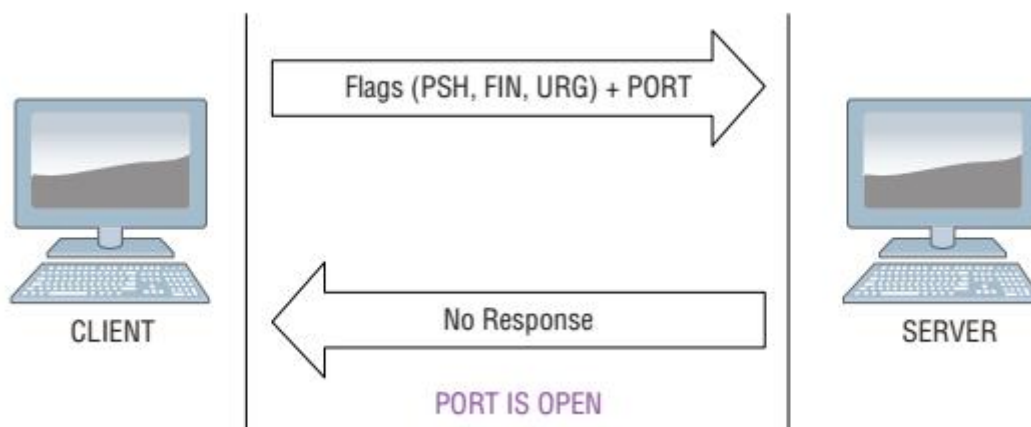 Flags (PSH, FIN, URG) + PORT
No Response
CLIENT
SERVER
PORT IS OPEN